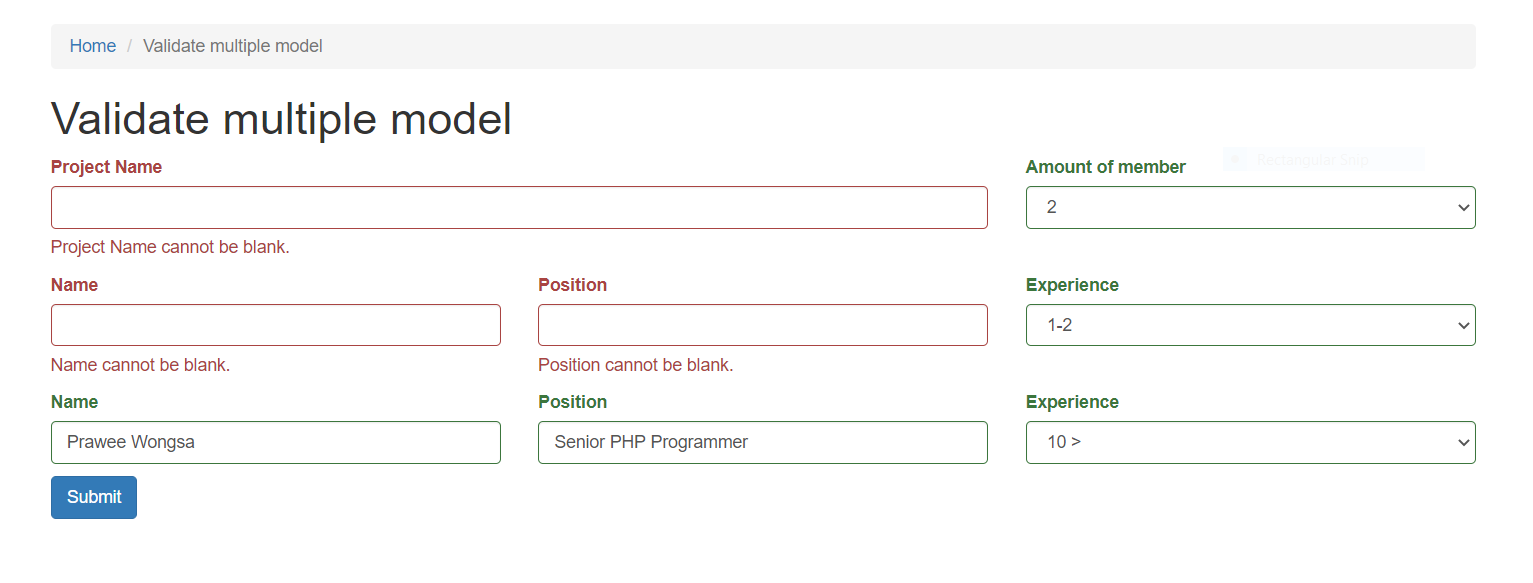 Home / Validate multiple model
Validate multiple model
Project Name
Amount of member
Rectangular Snip
2
Project Name cannot be blank.
Name
Position
Experience
1-2
Name cannot be blank.
Position cannot be blank.
Name
Position
Experience
Prawee Wongsa
Senior PHP Programmer
10 >
Submit